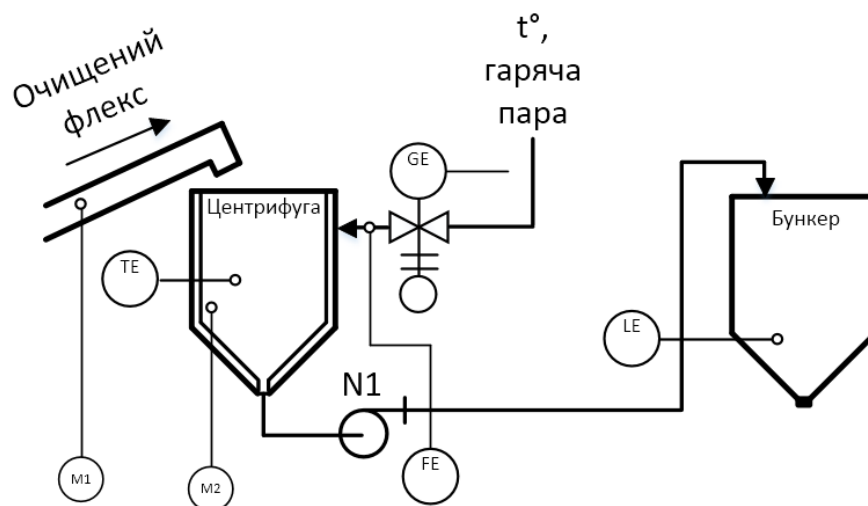 Очищений
флекс
t°,
гаряча
пара
GE
Центрифуга
Бункер
TE
LE
N1
M1
M2
FE